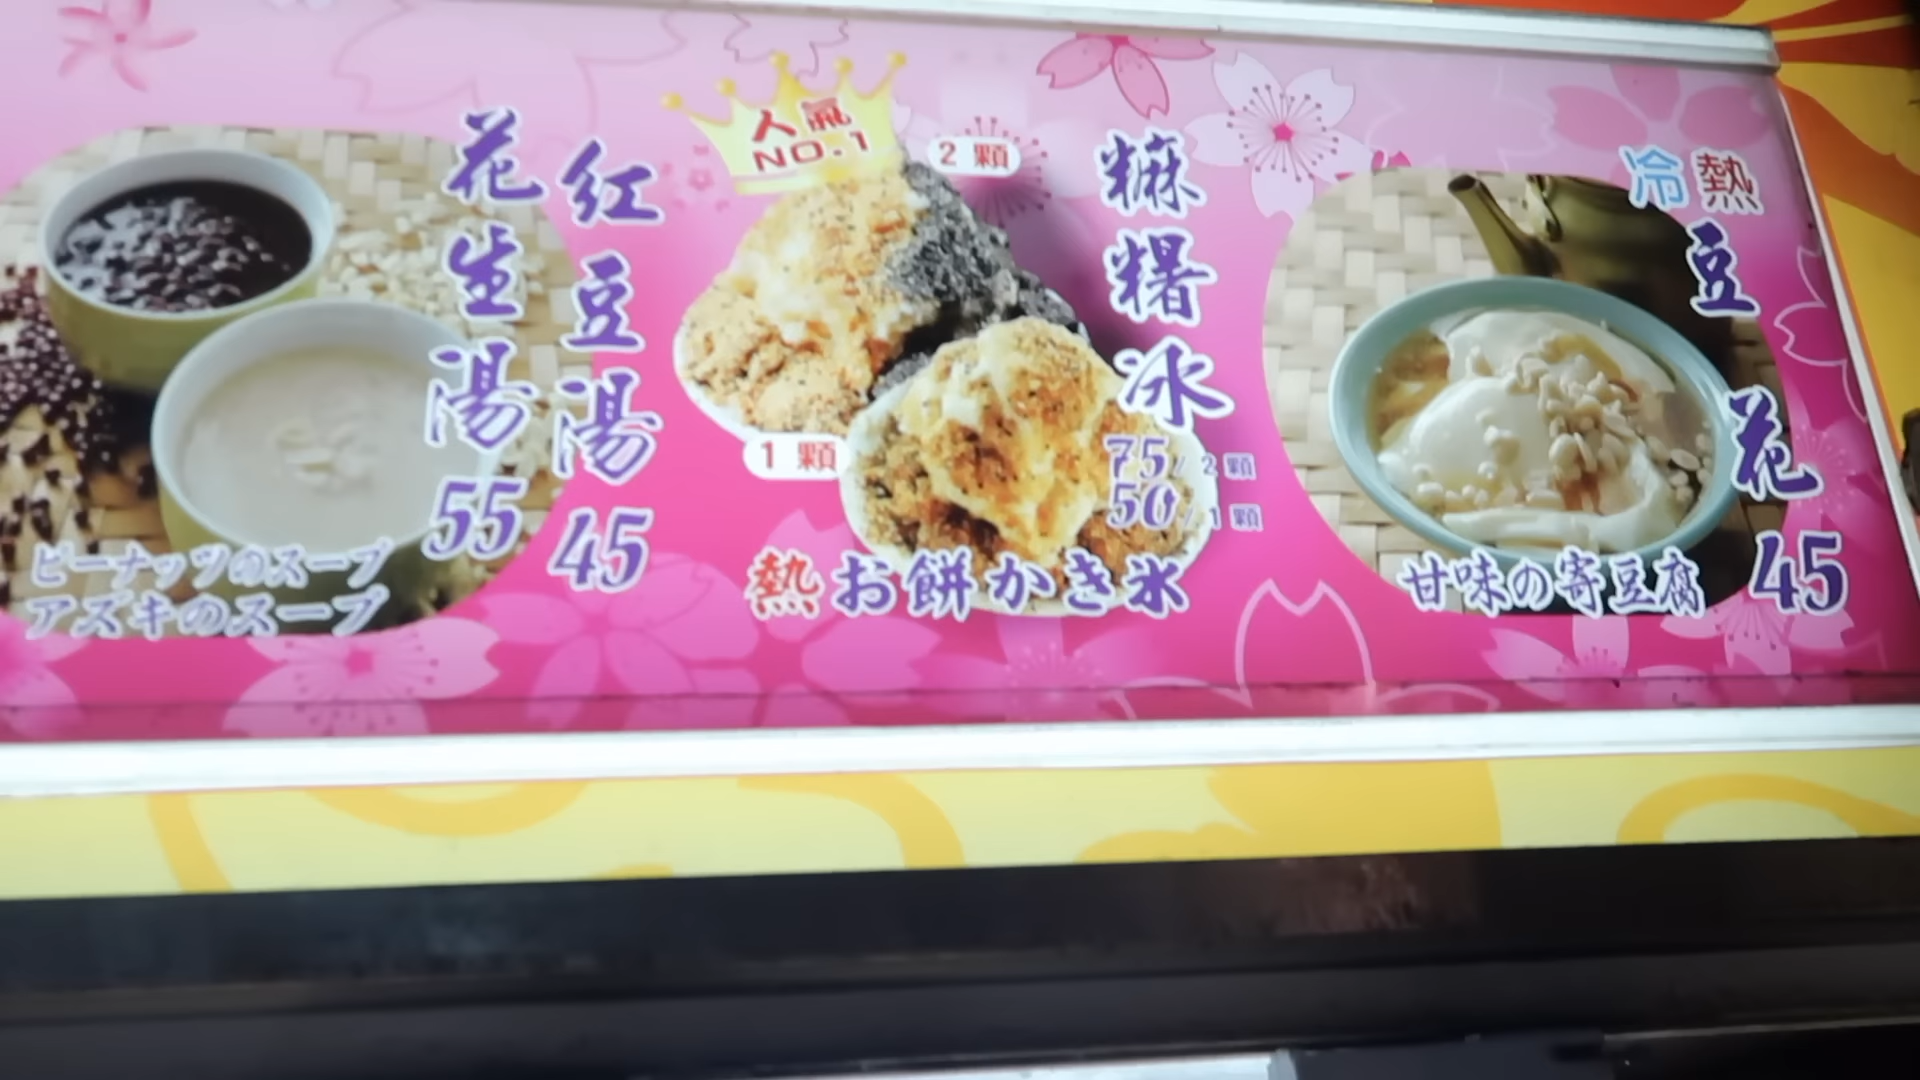 花生湯
55
紅豆湯
45
ピーナッツのスープ
アズキのスープ
人氣
NO.1
2 顆
1 顆
糜糬冰
75/2顆
50/1顆
熱お餅かき氷
冷熱
豆花
45
甘味の寄豆腐